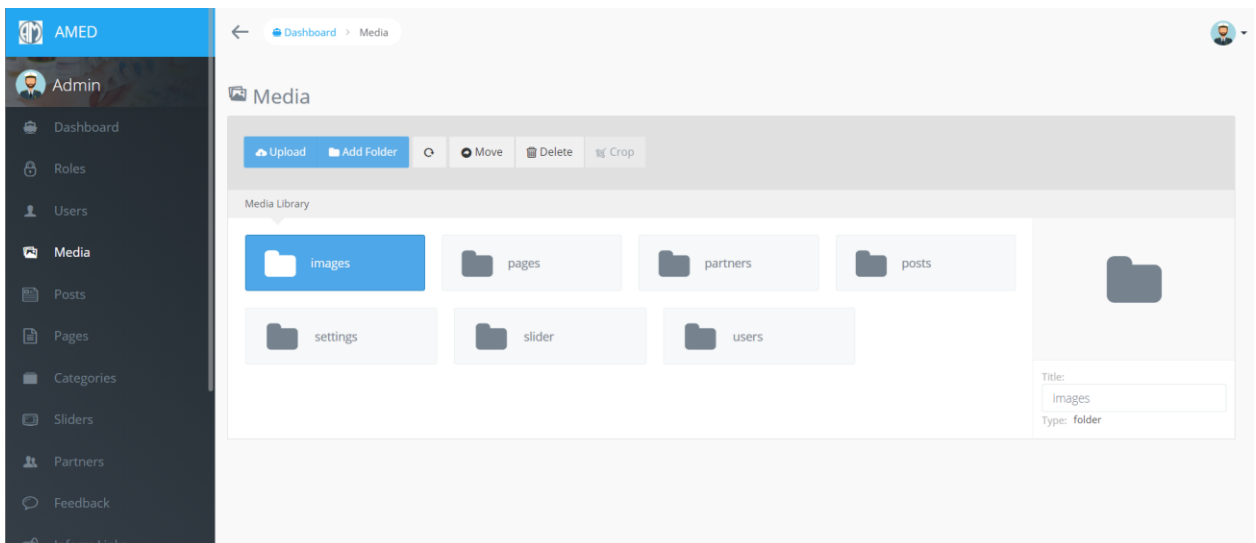 AMED
Dashboard > Media
Admin
Media
Dashboard
Roles
Users
Media
Posts
Pages
Categories
Sliders
Partners
Feedback
Upload Add Folder Move Delete Crop
Media Library
images pages partners posts
settings slider users
Title:
images
Type: folder